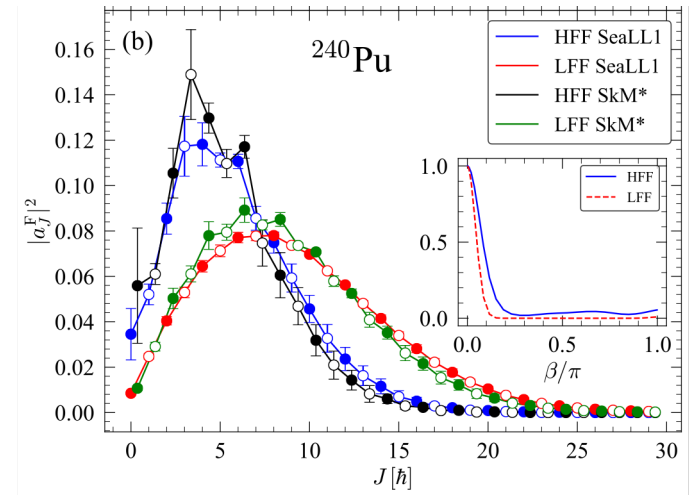 (b)
²⁴⁰Pu
HFF SeaLL1
LFF SeaLL1
HFF SkM*
LFF SkM*
|a_J^F|²
0.16
0.14
0.12
0.10
0.08
0.06
0.04
0.02
0.00
0
5
10
15
20
25
30
J[ħ]
HFF
LFF
1.0
0.5
0.0
0.0
0.5
1.0
β/π